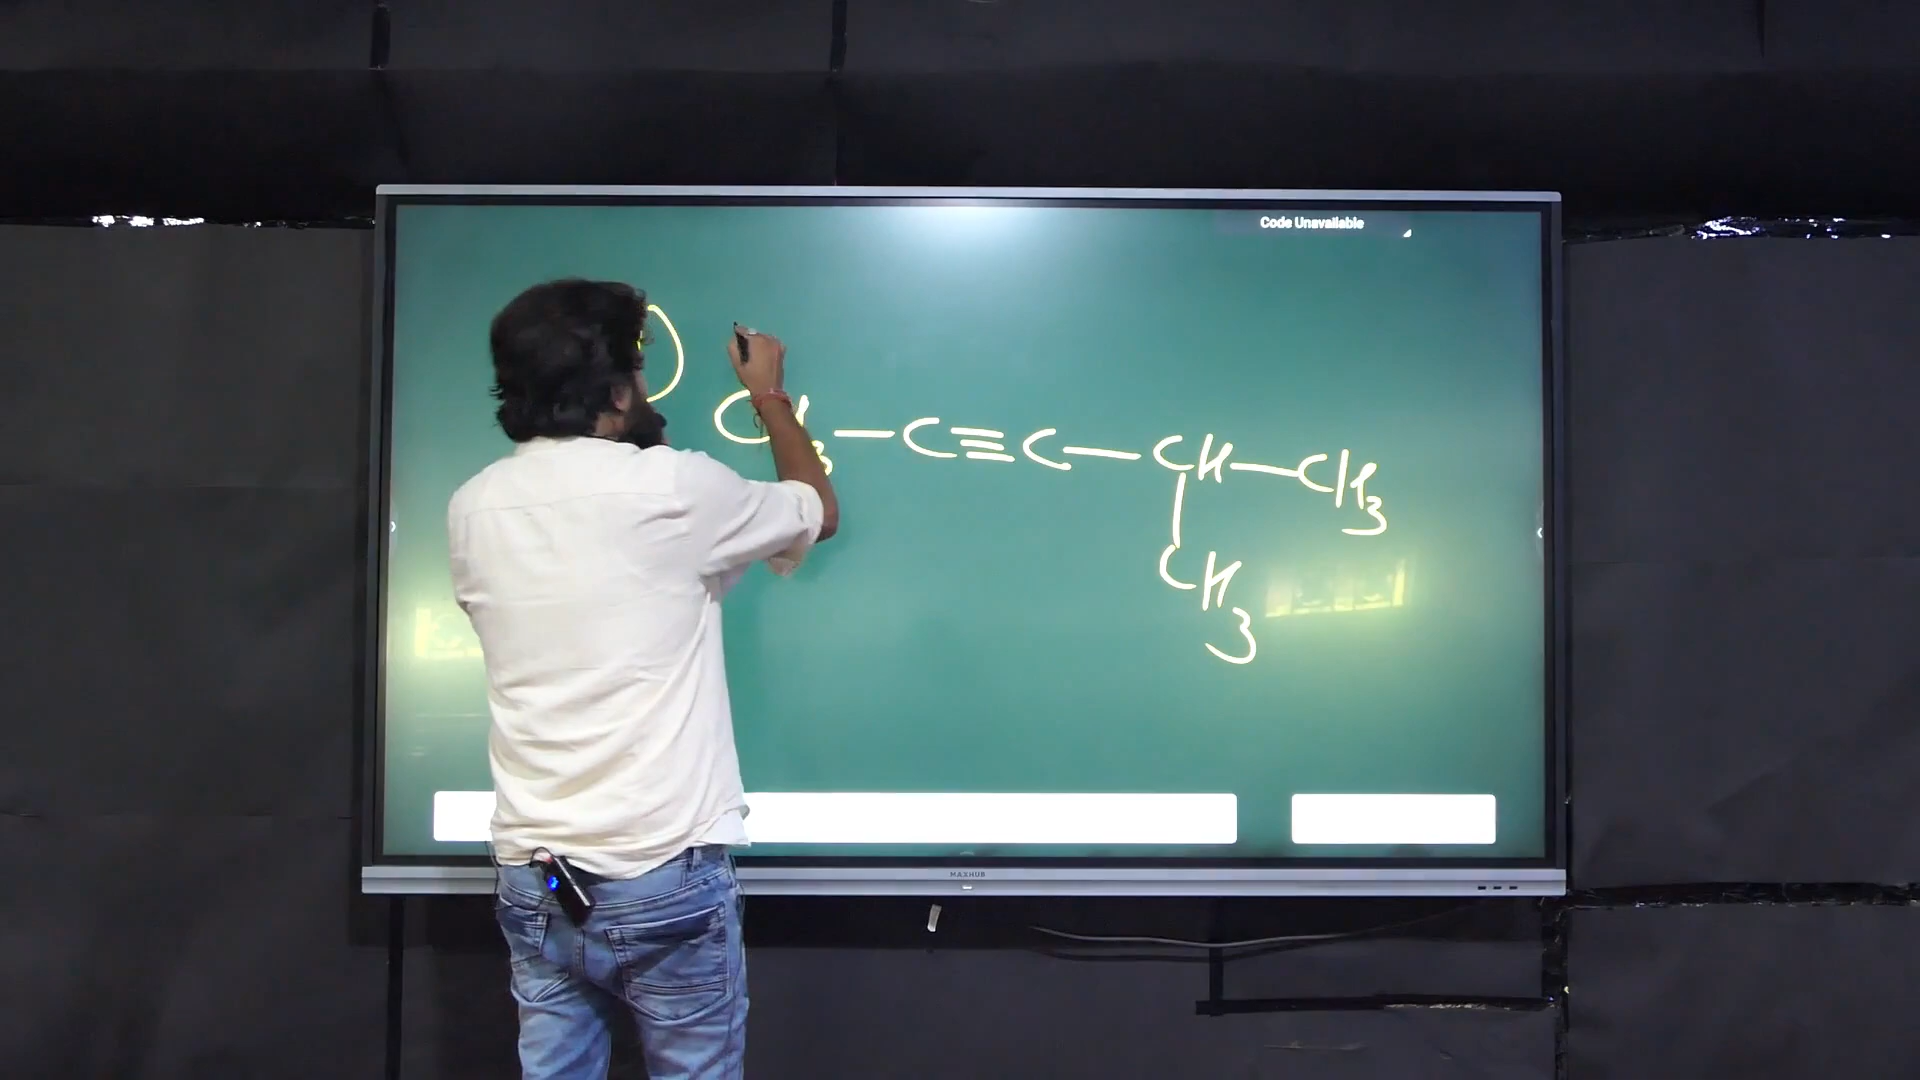 Code Unavailable
CH3—C≡C—CH—CH3
|
CH3
MAXHUB